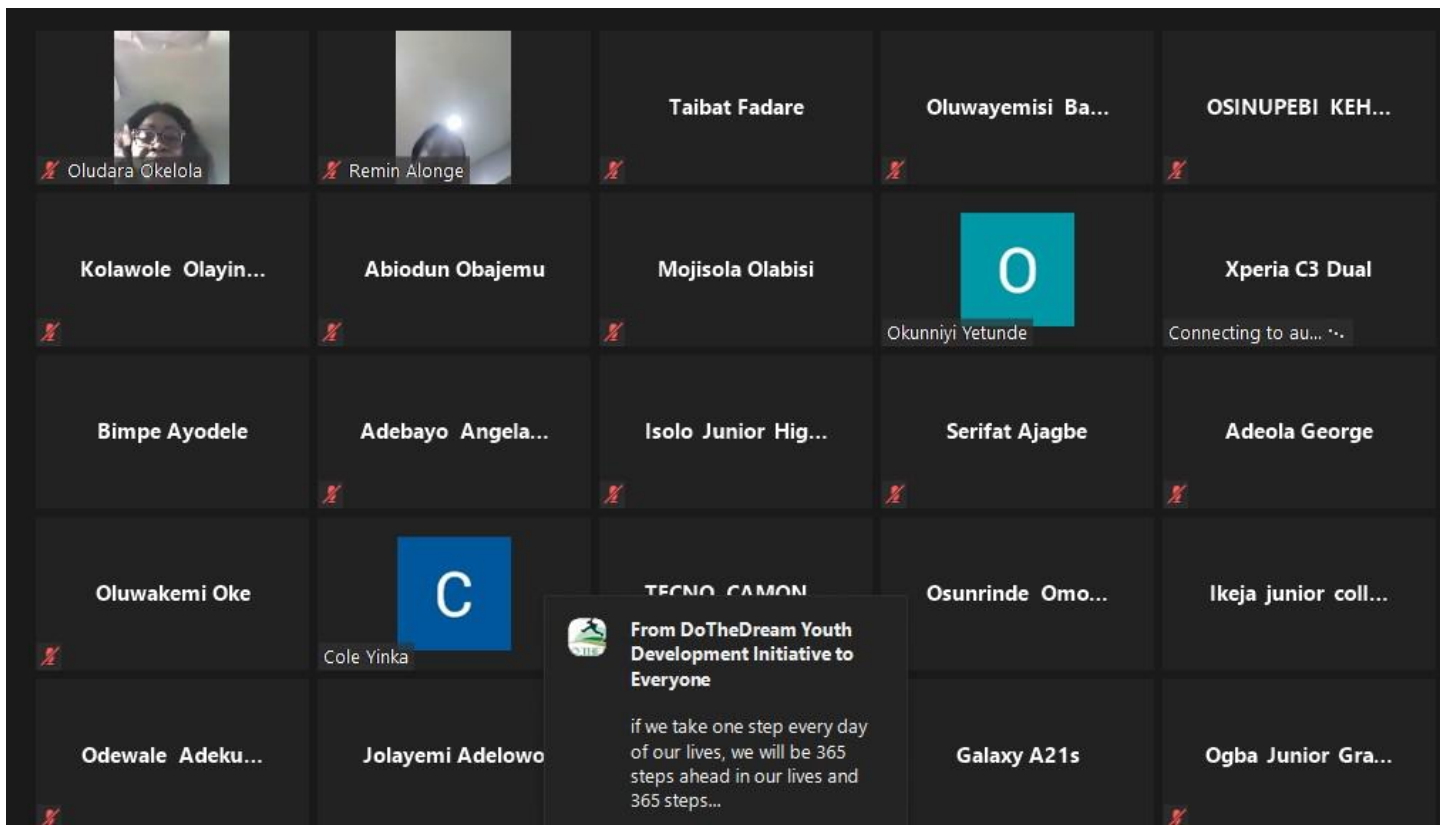 Oludara Okelola
Remin Alonge
Taibat Fadare
Oluwayemisi Ba...
OSINUPEBI KEH...
Kolawole Olayin...
Abiodun Obajemu
Mojisola Olabisi
O
Okunniyi Yetunde
Xperia C3 Dual
Connecting to au...
Bimpe Ayodele
Adebayo Angela...
Isolo Junior Hig...
Serifat Ajagbe
Adeola George
Oluwakemi Oke
C
Cole Yinka
TECNO CAMON
Osunrinde Omo...
Ikeja junior coll...
Odewale Adeku...
Jolayemi Adelowo
From DoTheDream Youth
Development Initiative to
Everyone
if we take one step every day
of our lives, we will be 365
steps ahead in our lives and
365 steps...
Galaxy A21s
Ogba Junior Gra...